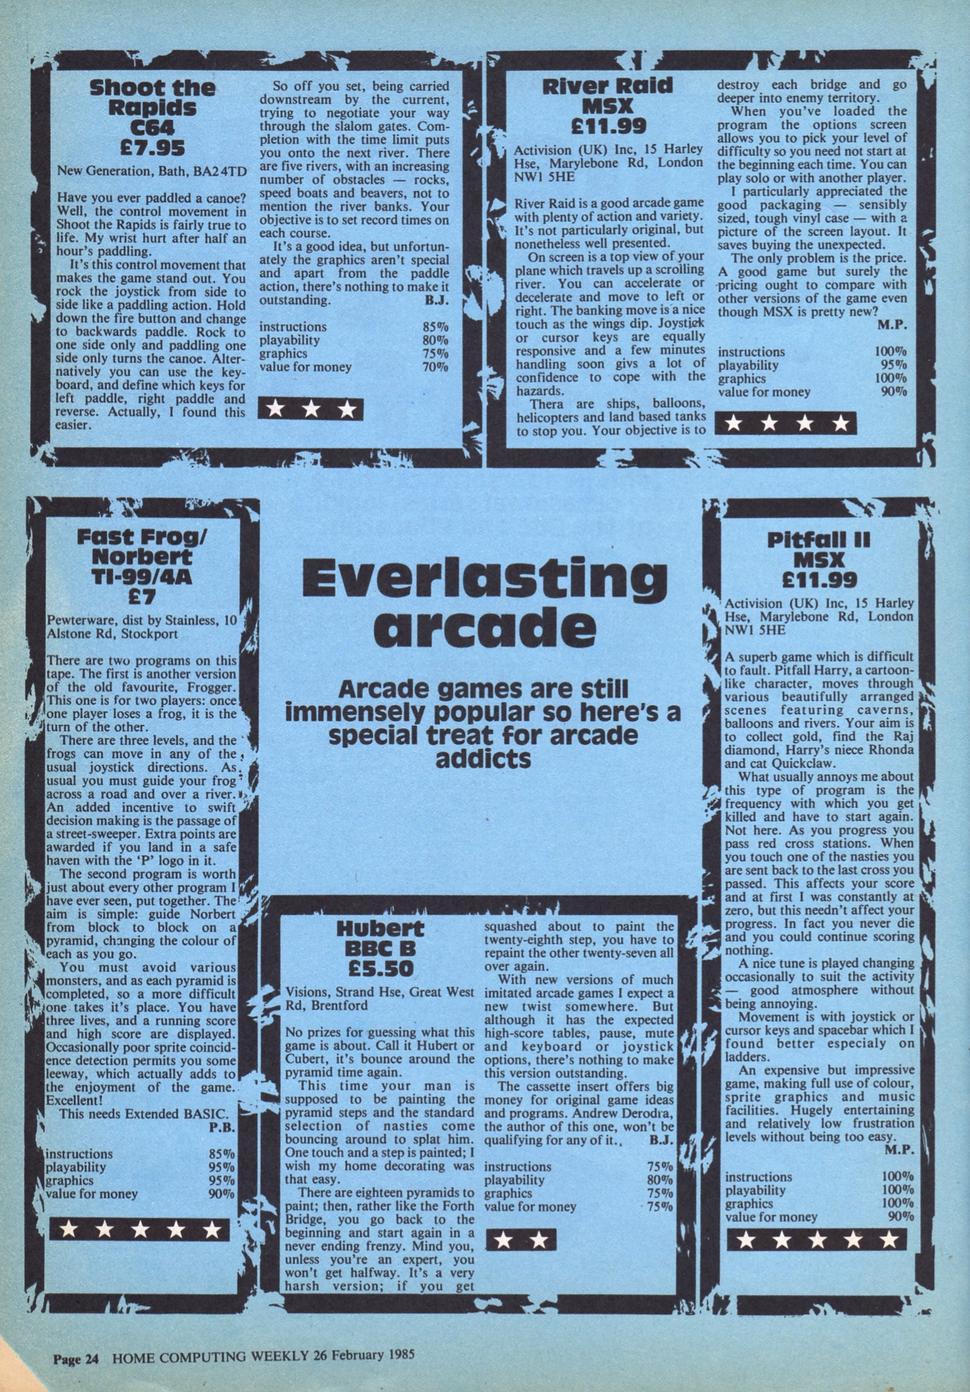 Shoot the
Rapids
C64
£7.95
New Generation, Bath, BA2 4TD
Have you ever paddled a canoe?
Well, the control movement in
Shoot the Rapids is fairly true to
life. My wrist hurt after half an
hour's paddling.
It's this control movement that
makes the game stand out. You
rock the joystick from side to
side like a paddling action. Hold
down the fire button and change
to backwards paddle. Rock to
one side only and paddling one
side only turns the canoe. Alter-
natively you can use the key-
board, and define which keys for
left paddle, right paddle and
reverse. Actually, I found this
easier.
So off you set, being carried
downstream by the current,
trying to negotiate your way
through the slalom gates. Com-
pletion with the time limit puts
you onto the next river. There
are five rivers, with an increasing
number of obstacles — rocks,
speed boats and beavers, not to
mention the river banks. Your
objective is to set record times on
each course.
It's a good idea, but unfortun-
ately the graphics aren't special
and apart from the paddle
action, there's nothing to make it
outstanding. B.J.
instructions 85%
playability 80%
graphics 75%
value for money 70%
★ ★ ★
River Raid
MSX
£11.99
Activision (UK) Inc, 15 Harley
Hse, Marylebone Rd, London
NW1 5HE
River Raid is a good arcade game
with plenty of action and variety.
It's not particularly original, but
nonetheless well presented.
On screen is a top view of your
plane which travels up a scrolling
river. You can accelerate or
decelerate and move to left or
right. The banking move is a nice
touch as the wings dip. Joystick
or cursor keys are equally
responsive and a few minutes
handling soon givs a lot of
confidence to cope with the
hazards.
Thera are ships, balloons,
helicopters and land based tanks
to stop you. Your objective is to
destroy each bridge and go
deeper into enemy territory.
When you've loaded the
program the options screen
allows you to pick your level of
difficulty so you need not start at
the beginning each time. You can
play solo or with another player.
I particularly appreciated the
good packaging — sensibly
sized, tough vinyl case — with a
picture of the screen layout. It
saves buying the unexpected.
The only problem is the price.
A good game but surely the
pricing ought to compare with
other versions of the game even
though MSX is pretty new?
M.P.
instructions 100%
playability 95%
graphics 100%
value for money 90%
★ ★ ★ ★
Fast Frog/
Norbert
TI-99/4A
£7
Pewterware, dist by Stainless, 10
Alstone Rd, Stockport
There are two programs on this
tape. The first is another version
of the old favourite, Frogger.
This one is for two players: once
one player loses a frog, it is the
turn of the other.
There are three levels, and the
frogs can move in any of the
usual joystick directions. As
usual you must guide your frog
across a road and over a river.
An added incentive to swift
decision making is the passage of
a street-sweeper. Extra points are
awarded if you land in a safe
haven with the 'P' logo in it.
The second program is worth
just about every other program I
have ever seen, put together. The
aim is simple: guide Norbert
from block to block on a
pyramid, changing the colour of
each as you go.
You must avoid various
monsters, and as each pyramid is
completed, so a more difficult
one takes it's place. You have
three lives, and a running score
and high score are displayed.
Occasionally poor sprite coincid-
ence detection permits you some
leeway, which actually adds to
the enjoyment of the game.
Excellent!
This needs Extended BASIC.
P.B.
instructions 85%
playability 95%
graphics 95%
value for money 90%
★ ★ ★ ★ ★
Everlasting
arcade
Arcade games are still
immensely popular so here's a
special treat for arcade
addicts
Hubert
BBC B
£5.50
Visions, Strand Hse, Great West
Rd, Brentford
No prizes for guessing what this
game is about. Call it Hubert or
Cubert, it's bounce around the
pyramid time again.
This time your man is
supposed to be painting the
pyramid steps and the standard
selection of nasties come
bouncing around to splat him.
One touch and a step is painted; I
wish my home decorating was
that easy.
There are eighteen pyramids to
paint; then, rather like the Forth
Bridge, you go back to the
beginning and start again in a
never ending frenzy. Mind you,
unless you're an expert, you
won't get halfway. It's a very
harsh version; if you get
squashed about to paint the
twenty-eighth step, you have to
repaint the other twenty-seven all
over again.
With new versions of much
imitated arcade games I expect a
new twist somewhere. But
although it has the expected
high-score tables, pause, mute
and keyboard or joystick
options, there's nothing to make
this version outstanding.
The cassette insert offers big
money for original game ideas
and programs. Andrew Derodra,
the author of this one, won't be
qualifying for any of it. B.J.
instructions 75%
playability 80%
graphics 75%
value for money 75%
★ ★
Pitfall II
MSX
£11.99
Activision (UK) Inc, 15 Harley
Hse, Marylebone Rd, London
NW1 5HE
A superb game which is difficult
to fault. Pitfall Harry, a cartoon-
like character, moves through
various beautifully arranged
scenes featuring caverns,
balloons and rivers. Your aim is
to collect gold, find the Raj
diamond, Harry's niece Rhonda
and cat Quickclaw.
What usually annoys me about
this type of program is the
frequency with which you get
killed and have to start again.
Not here. As you progress you
pass red cross stations. When
you touch one of the nasties you
are sent back to the last cross you
passed. This affects your score
and at first I was constantly at
zero, but this needn't affect your
progress. In fact you never die
and you could continue scoring
nothing.
A nice tune is played changing
occasionally to suit the activity
— good atmosphere without
being annoying.
Movement is with joystick or
cursor keys and spacebar which I
found better especialy on
ladders.
An expensive but impressive
game, making full use of colour,
sprite graphics and music
facilities. Hugely entertaining
and relatively low frustration
levels without being too easy.
M.P.
instructions 100%
playability 100%
graphics 100%
value for money 90%
★ ★ ★ ★ ★
Page 24 HOME COMPUTING WEEKLY 26 February 1985